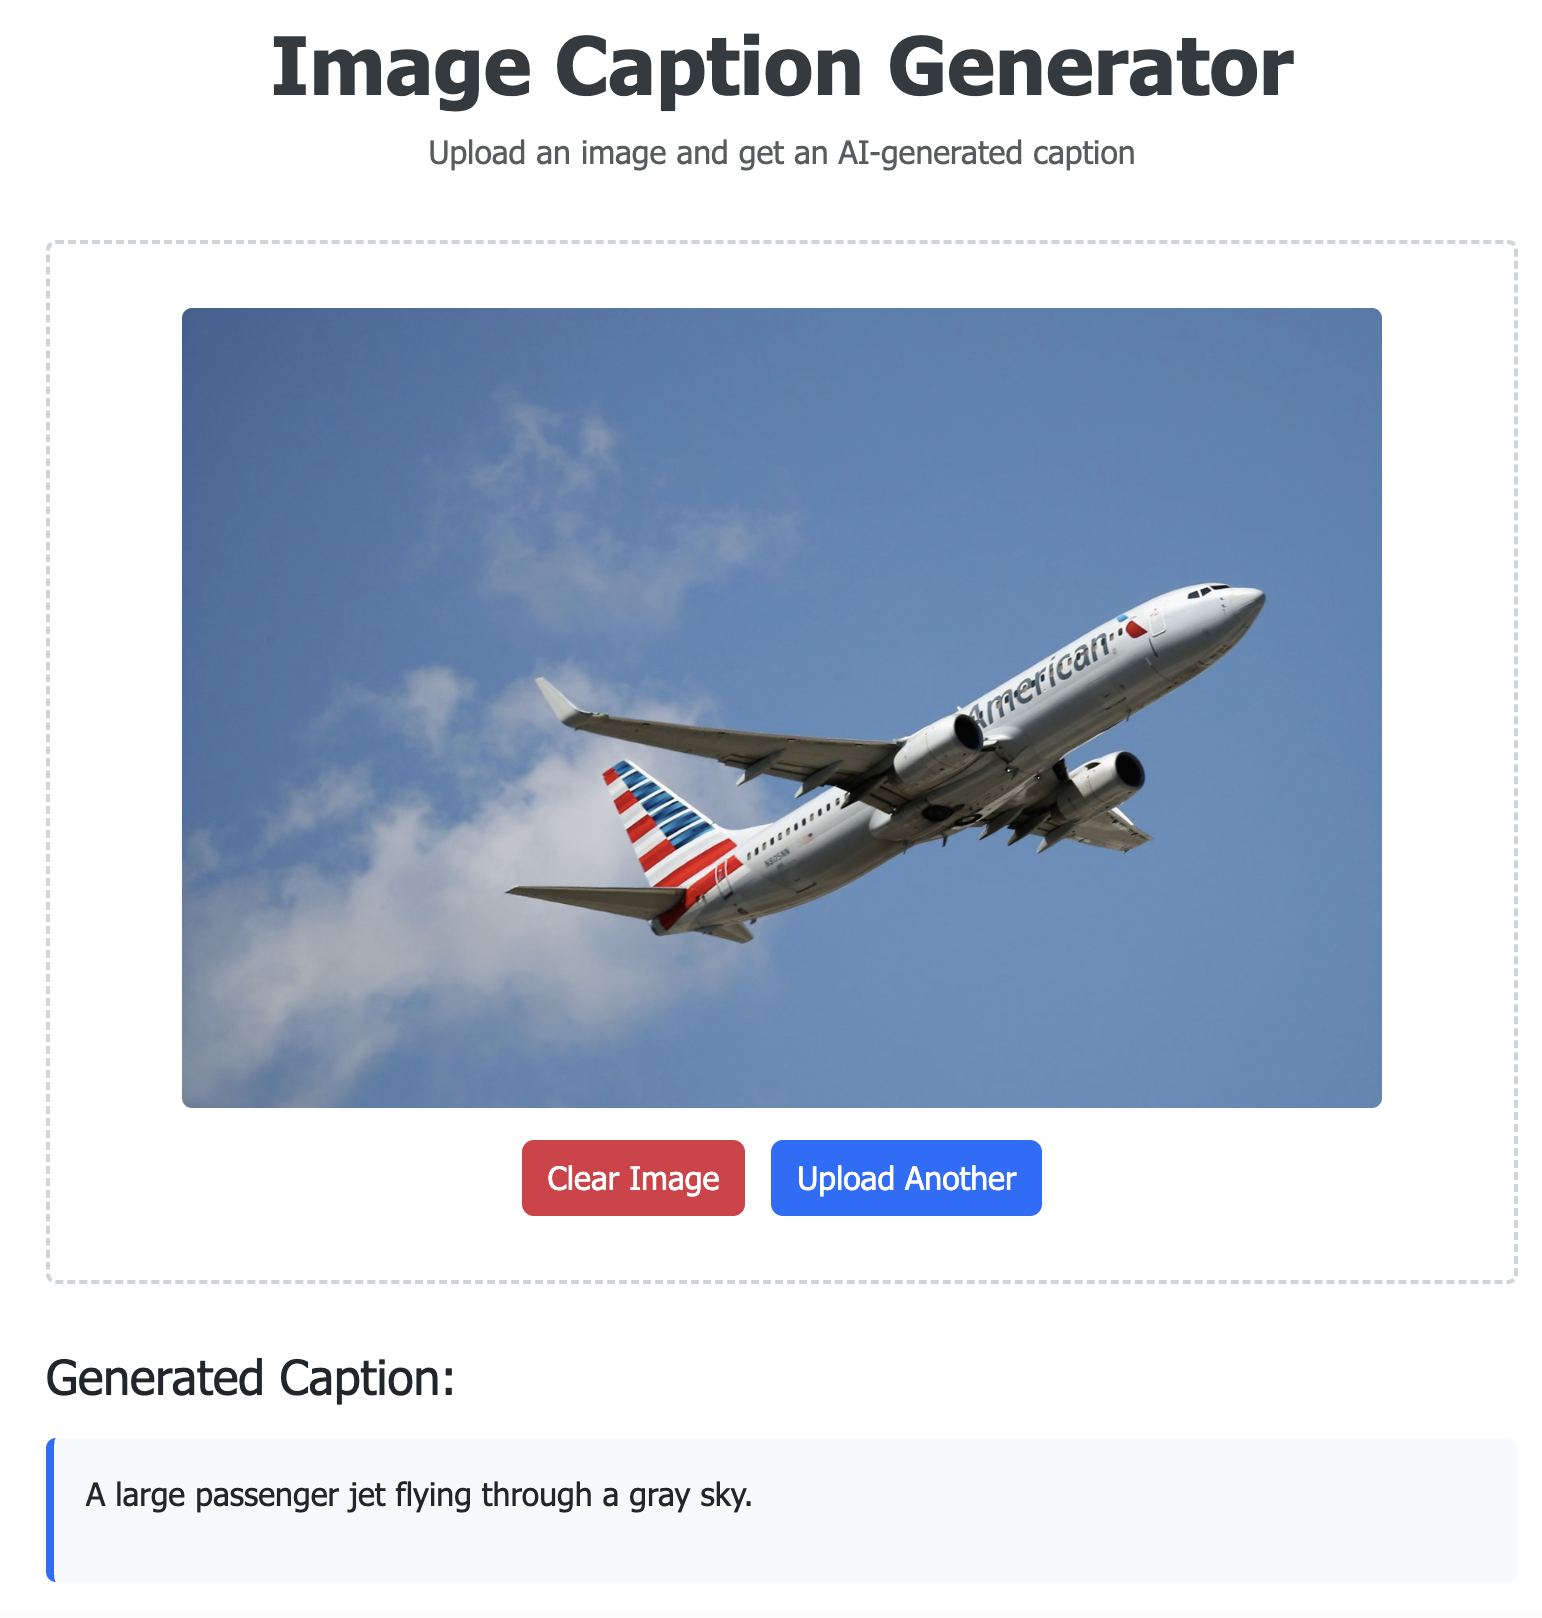 Image Caption Generator
Upload an image and get an AI-generated caption
American
N805NN
Clear Image
Upload Another
Generated Caption:
A large passenger jet flying through a gray sky.